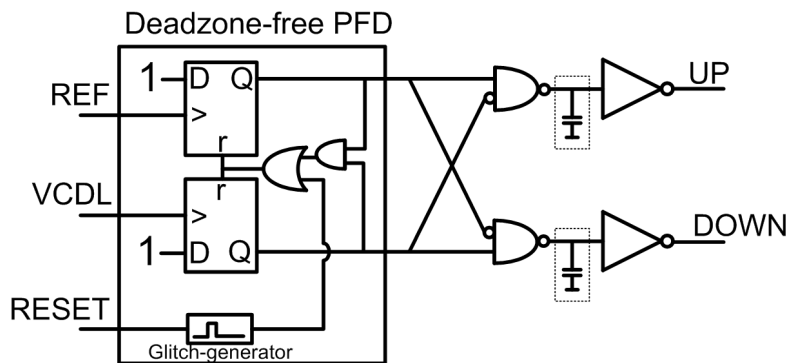 Deadzone-free PFD
1 D Q
REF
>
UP
r
r
VCDL
>
DOWN
1 D Q
RESET
Glitch-generator